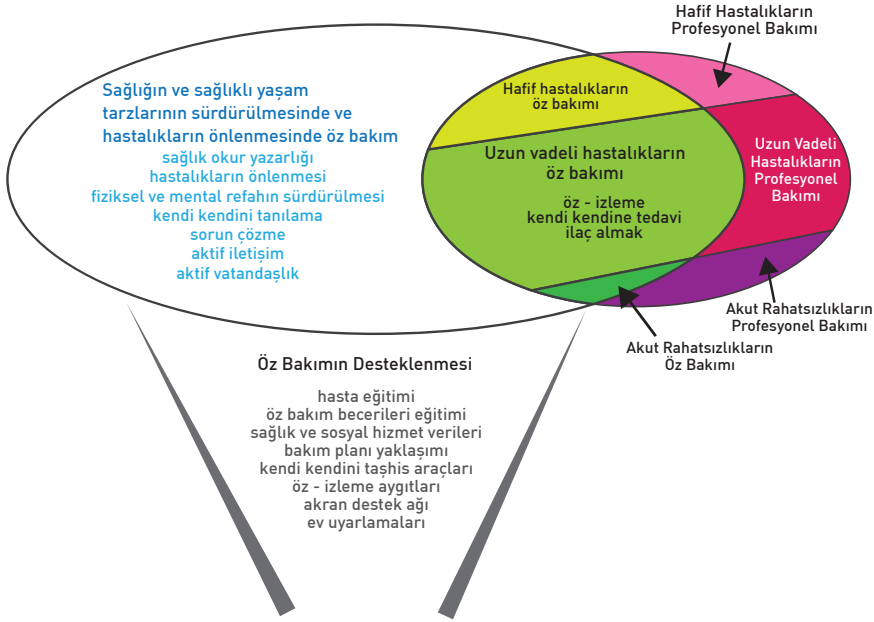 Hafif Hastalıkların
Profesyonel Bakımı
Sağlığın ve sağlıklı yaşam
tarzlarının sürdürülmesinde ve
hastalıkların önlenmesinde öz bakım
sağlık okur yazarlığı
hastalıkların önlenmesi
fiziksel ve mental refahın sürdürülmesi
kendi kendini tanılama
sorun çözme
aktif iletişim
aktif vatandaşlık
Hafif hastalıkların
öz bakımı
Uzun vadeli hastalıkların
öz bakımı
öz - izleme
kendi kendine tedavi
ilaç almak
Uzun Vadeli
Hastalıkların
Profesyonel
Bakımı
Akut Rahatsızlıkların
Profesyonel Bakımı
Akut Rahatsızlıkların
Öz Bakımı
Öz Bakımın Desteklenmesi
hasta eğitimi
öz bakım becerileri eğitimi
sağlık ve sosyal hizmet verileri
bakım planı yaklaşımı
kendi kendini taşhis araçları
öz - izleme aygıtları
akran destek ağı
ev uyarlamaları